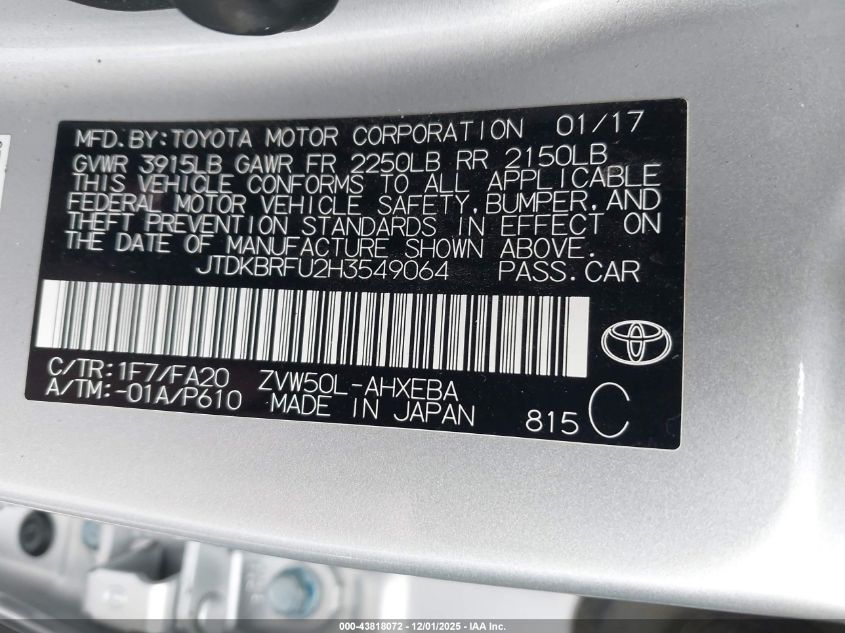 MFD.BY:TOYOTA MOTOR CORPORATION 01/17
GVWR 3915LB GAWR FR 2250LB RR 2150LB
THIS VEHICLE CONFORMS TO ALL APPLICABLE
FEDERAL MOTOR VEHICLE SAFETY,BUMPER,AND
THEFT PREVENTION STANDARDS IN EFFECT ON
THE DATE OF MANUFACTURE SHOWN ABOVE.
JTDKBRFU2H3549064 PASS.CAR
C/TR:1F7/FA20 ZVW50L-AHXEBA
A/TM:-01A/P610 MADE IN JAPAN 815 C
000-43818072 - 12/01/2025 - IAA Inc.